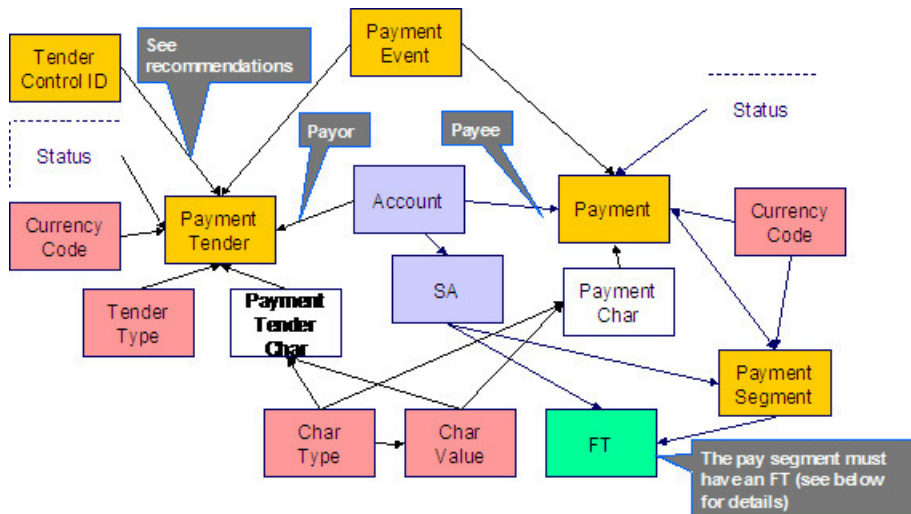 Tender
Control ID
See
recommendations
Payment
Event
Status
Status
Payor
Payee
Currency
Code
Payment
Tender
Account
Payment
Currency
Code
Tender
Type
Payment
Tender
Char
SA
Payment
Char
Payment
Segment
Char
Type
Char
Value
FT
The pay segment must
have an FT (see below
for details)